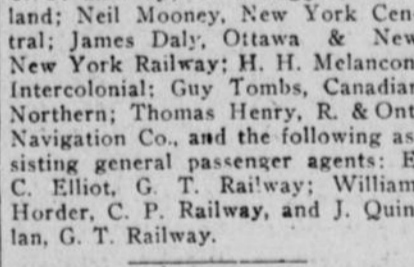 land; Neil Mooney, New York Cen
tral; James Daly, Ottawa & New
New York Railway; H. H. Melancon
Intercolonial; Guy Tombs, Canadian
Northern; Thomas Henry, R. & Ont
Navigation Co., and the following as
sisting general passenger agents: E
C. Elliot, G. T. Railway; William
Horder, C. P. Railway, and J. Quin
lan, G. T. Railway.